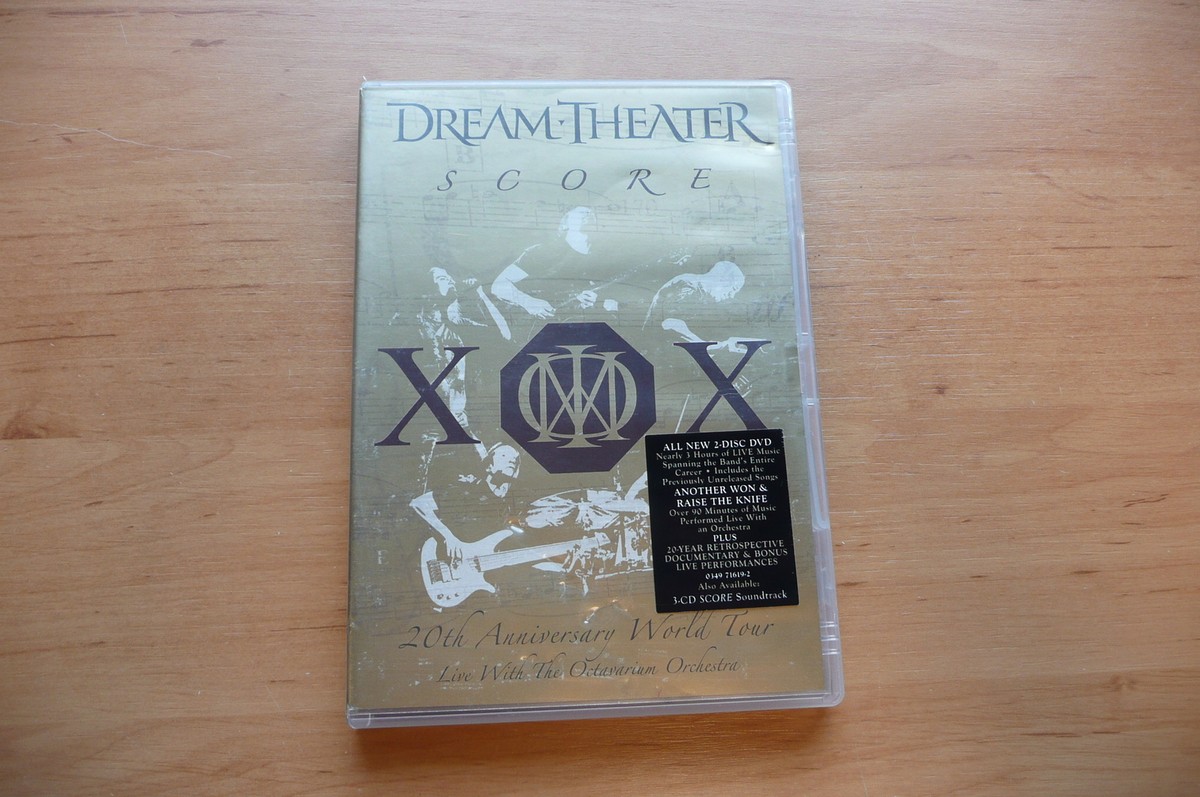 DREAM THEATER
SCORE
X X
ALL NEW 2-DISC DVD
Nearly 3 Hours of LIVE Music
Spanning the Band's Entire
Career • Includes the
Previously Unreleased Songs
ANOTHER WON &
RAISE THE KNIFE
Over 90 Minutes of Music
Performed Live With
an Orchestra
PLUS
20-YEAR RETROSPECTIVE
DOCUMENTARY & BONUS
LIVE PERFORMANCES
0349 71619-2
Also Available:
3-CD SCORE Soundtrack
20th Anniversary World Tour
Live With The Octavarium Orchestra